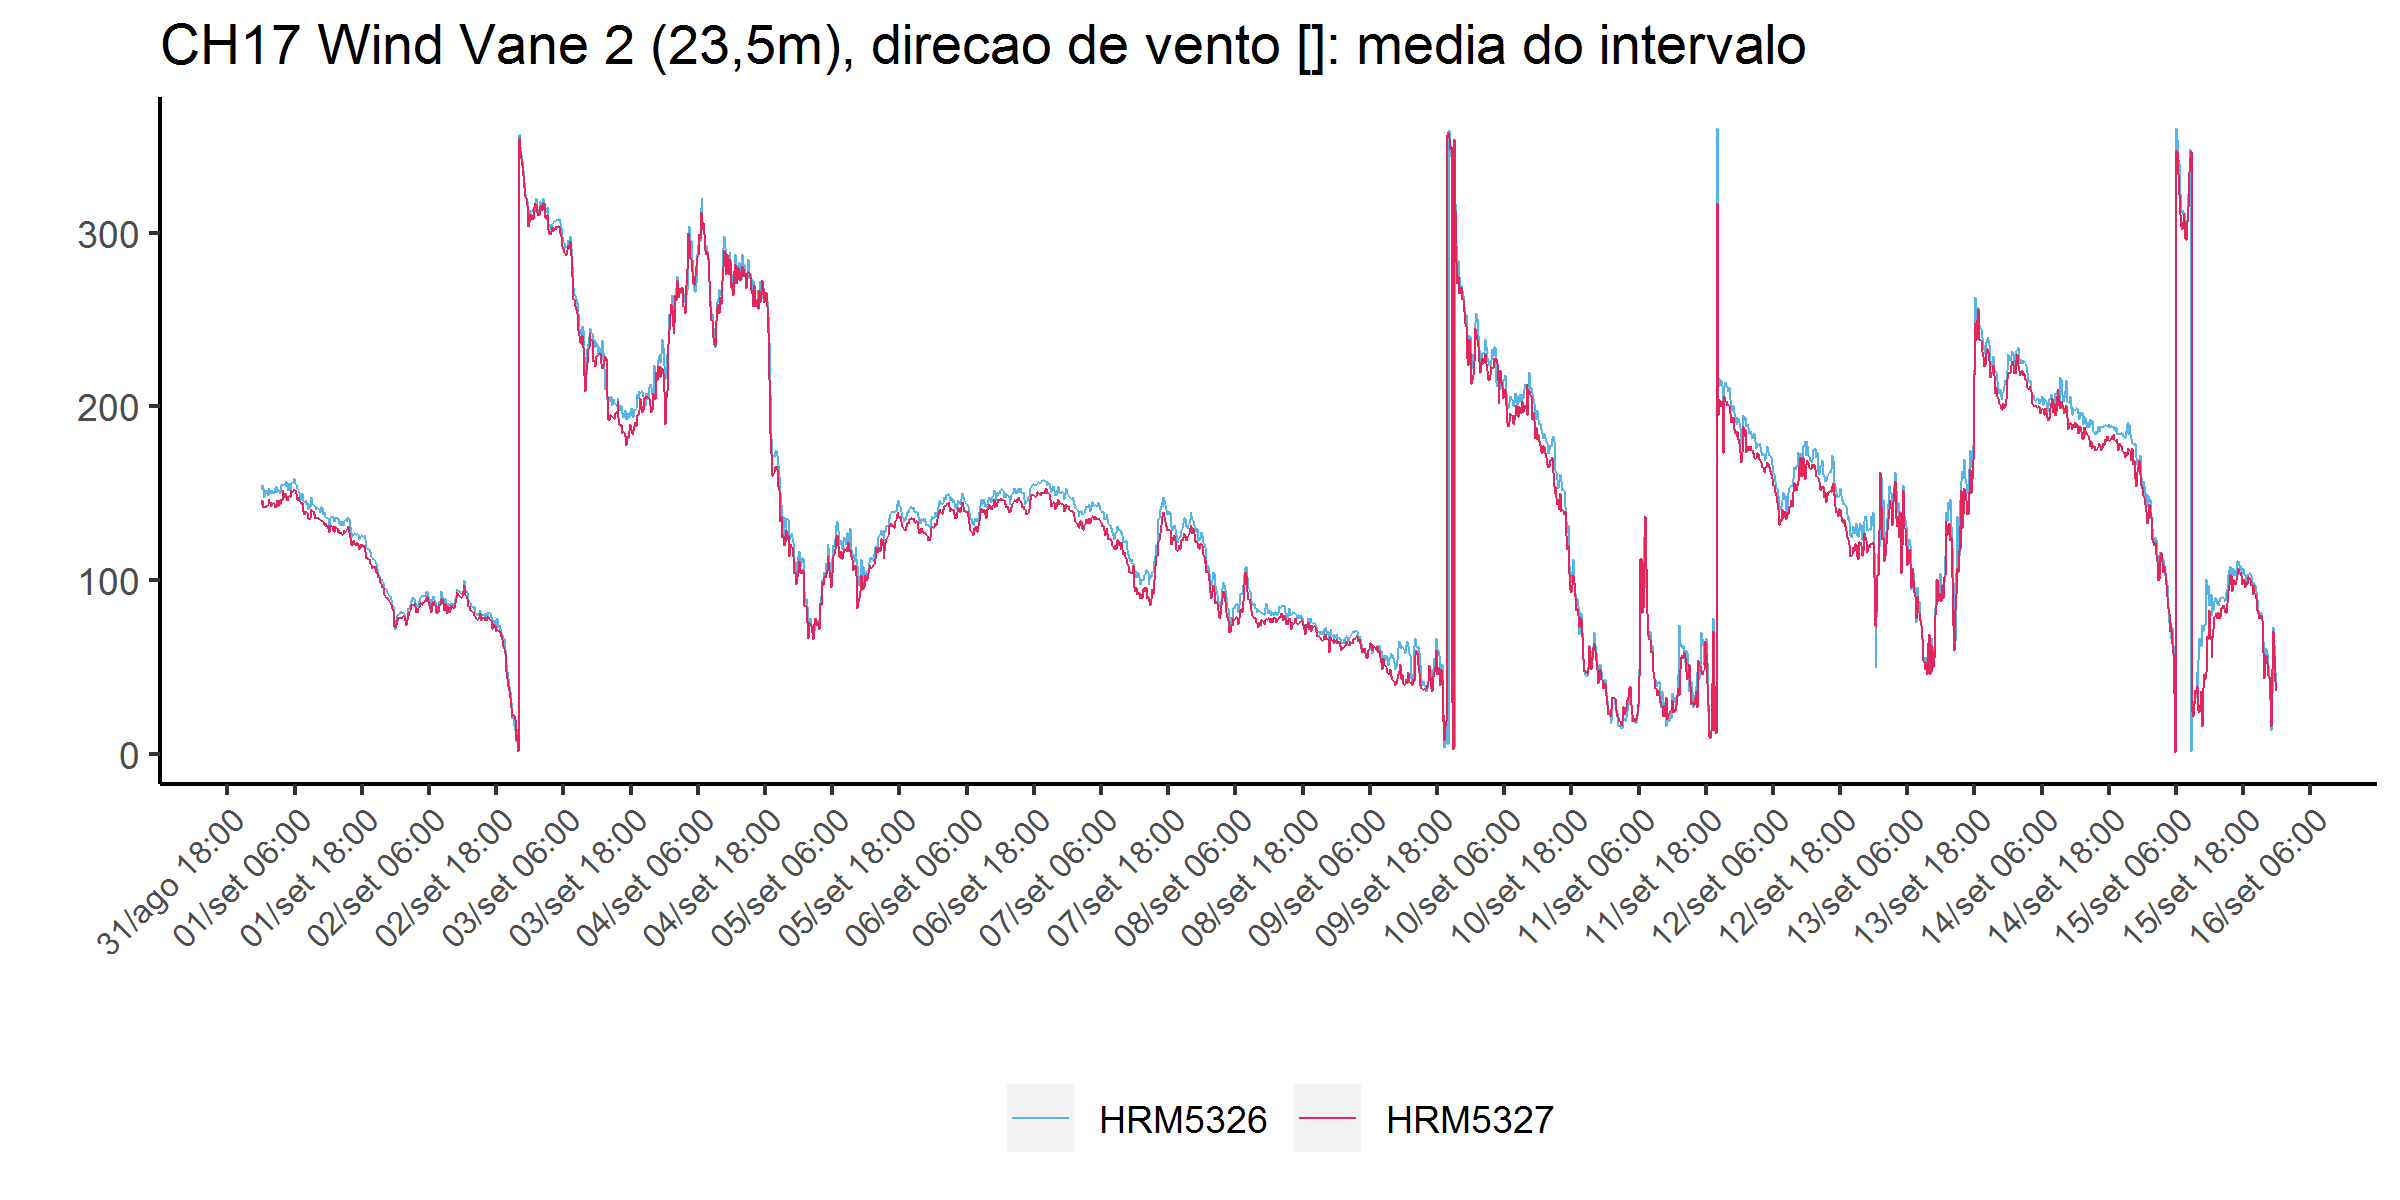 CH17 Wind Vane 2 (23,5m), direcao de vento []: media do intervalo
300
200
100
0
31/ago 18:00
01/set 06:00
01/set 18:00
02/set 06:00
02/set 18:00
03/set 06:00
03/set 18:00
04/set 06:00
04/set 18:00
05/set 06:00
05/set 18:00
06/set 06:00
06/set 18:00
07/set 06:00
07/set 18:00
08/set 06:00
08/set 18:00
09/set 06:00
09/set 18:00
10/set 06:00
10/set 18:00
11/set 06:00
11/set 18:00
12/set 06:00
12/set 18:00
13/set 06:00
13/set 18:00
14/set 06:00
14/set 18:00
15/set 06:00
15/set 18:00
16/set 06:00
HRM5326
HRM5327